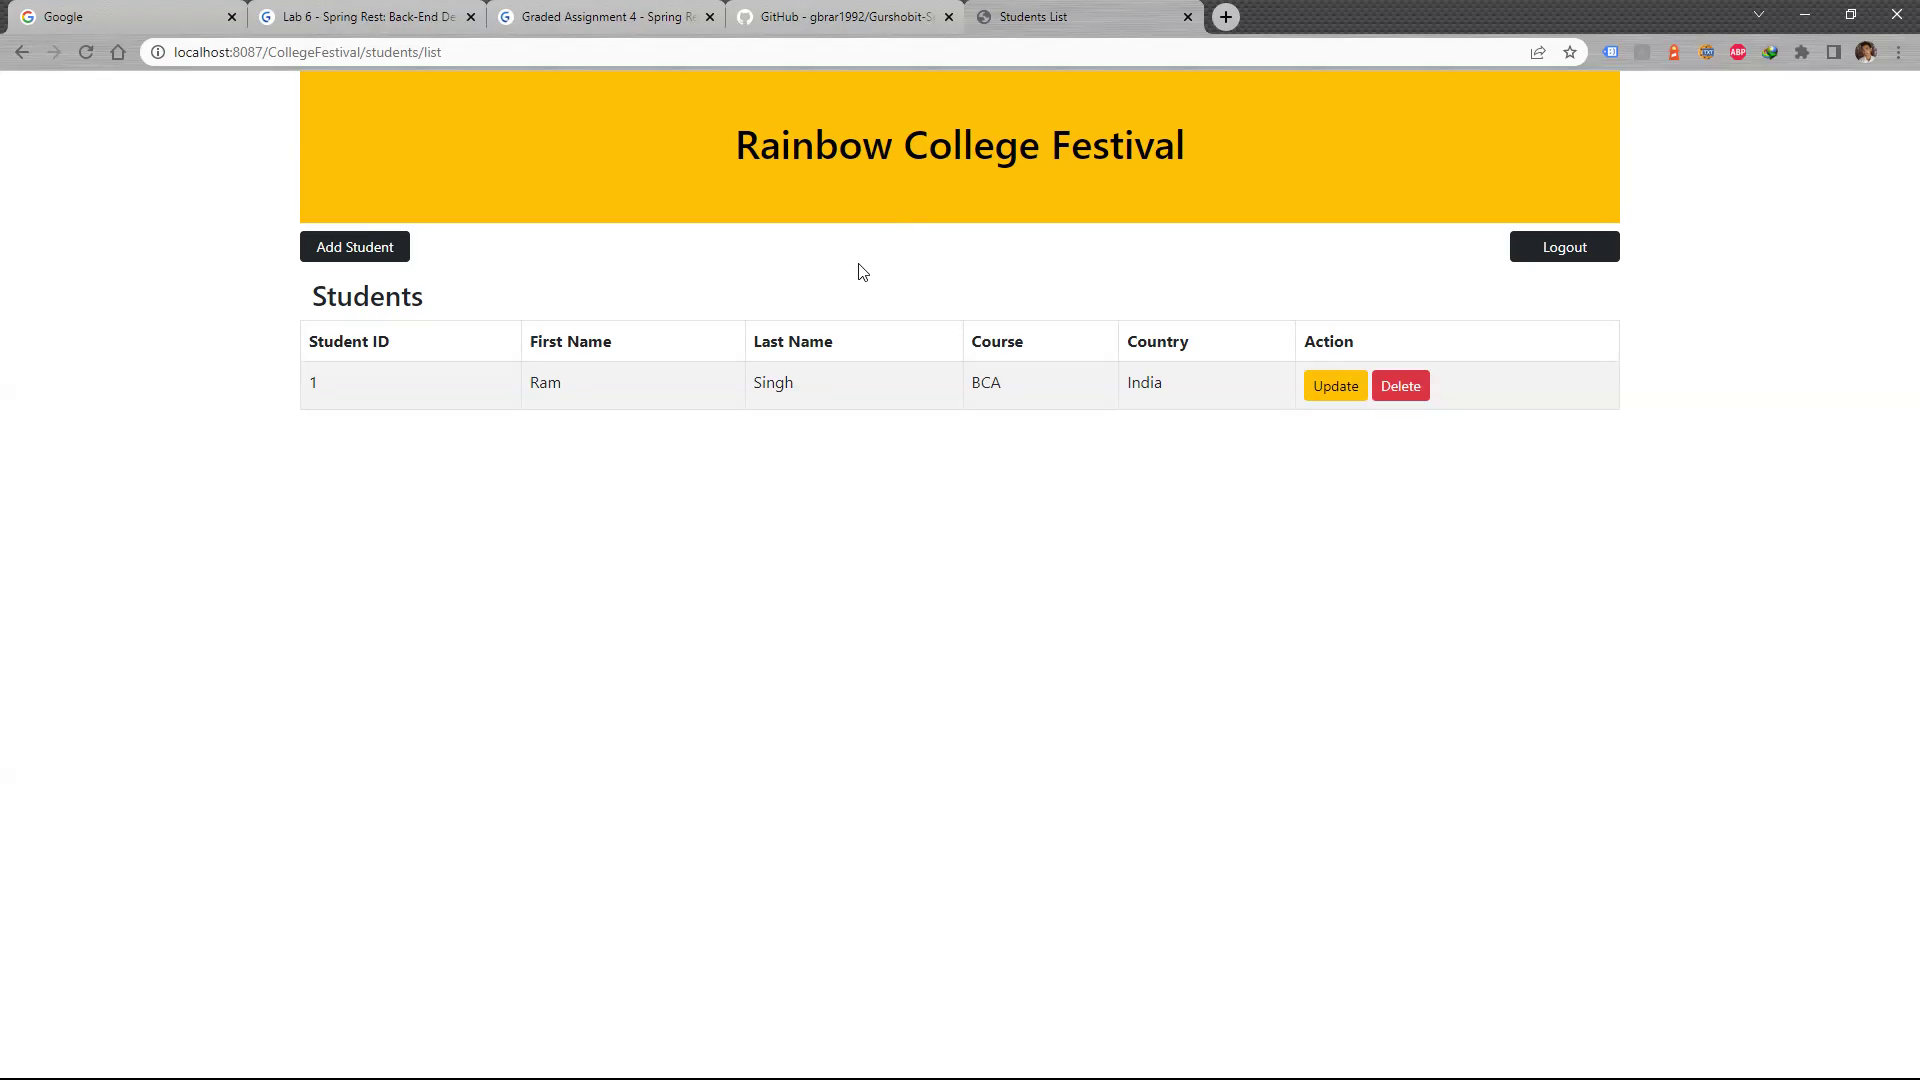 Google
Lab 6 - Spring Rest: Back-End De
Graded Assignment 4 - Spring Re
GitHub - gbrar1992/Gurshobit-S
Students List
localhost:8087/CollegeFestival/students/list
ABP
Rainbow College Festival
Add Student
Logout
Students
Student ID First Name Last Name Course Country Action
1 Ram Singh BCA India Update Delete